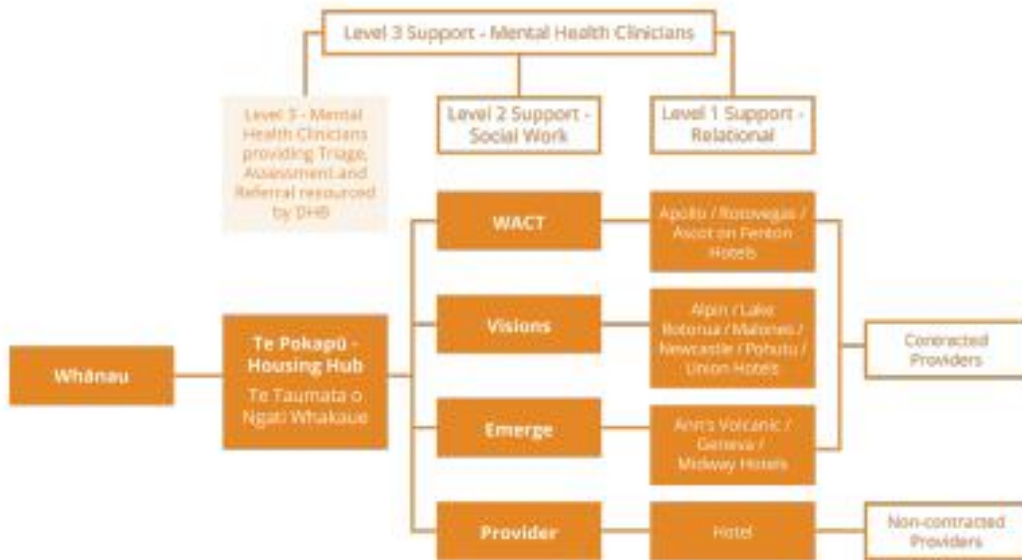 Level 3 Support - Mental Health Clinicians
Level 3 - Mental
Health Clinicians
providing Triage,
Assessment and
Referral resourced
by DHB
Level 2 Support -
Social Work
Level 1 Support -
Relational
WACT
Apollo / Rotovegas /
Ascot on Fenton
Hotels
Visions
Alpin / Lake
Rotorua / Malones /
Newcastle / Pohutu /
Union Hotels
Contracted
Providers
Whānau
Te Pokapū -
Housing Hub
Te Taumata o
Ngati Whakaue
Emerge
Ann's Volcanic /
Geneva /
Midway Hotels
Provider
Hotel
Non-contracted
Providers